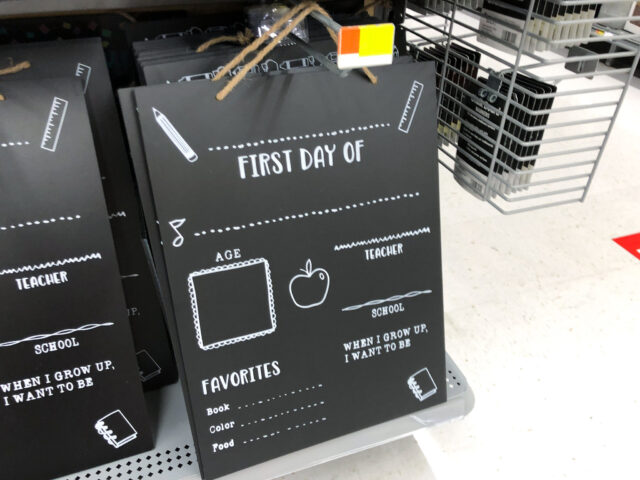 FIRST DAY OF
AGE
TEACHER
SCHOOL
WHEN I GROW UP,
I WANT TO BE
FAVORITES
Book
Color
Food
TEACHER
SCHOOL
WHEN I GROW UP,
I WANT TO BE